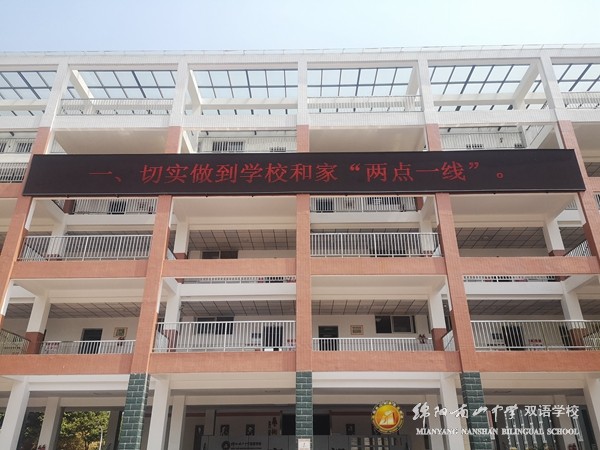 一、切实做到学校和家“两点一线”。
绵阳南山中学 双语学校
MIANYANG NANSHAN BILINGUAL SCHOOL